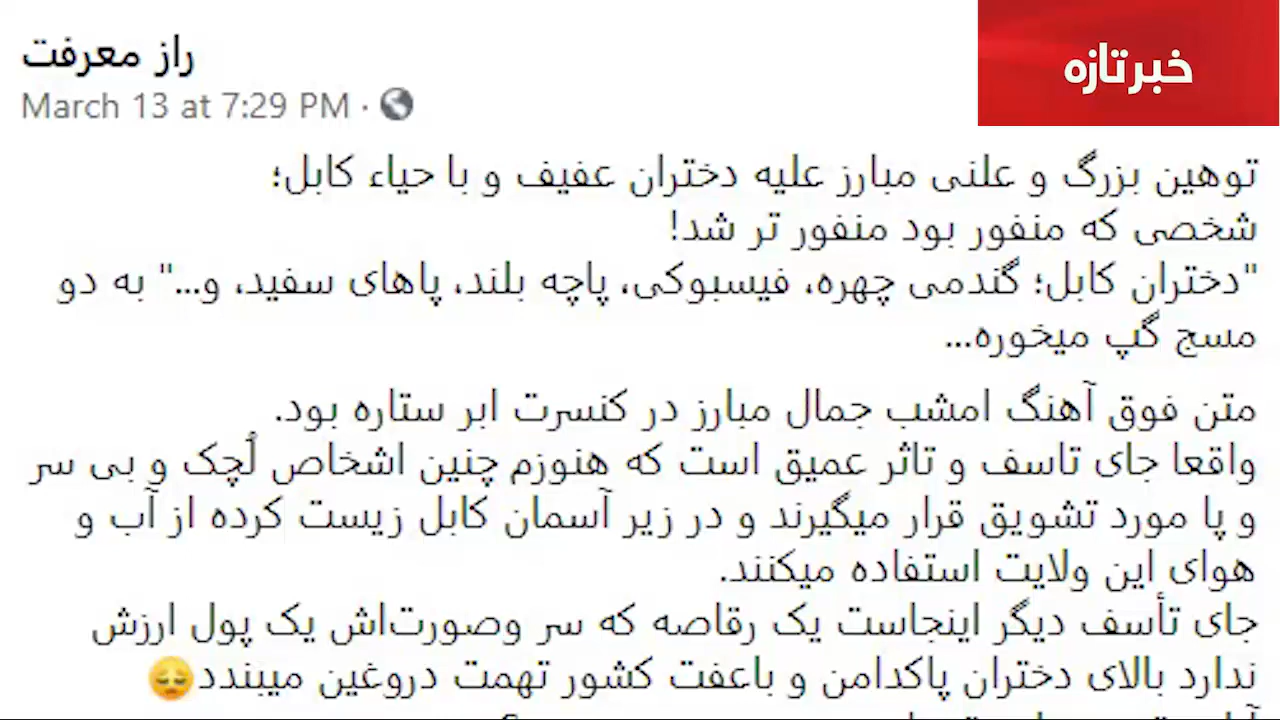 خبرتازه
راز معرفت
March 13 at 7:29 PM ·
توهین بزرگ و علنی مبارز علیه دختران عفیف و با حیاء کابل؛
شخصی که منفور بود منفور تر شد!
"دختران کابل؛ گندمی چهره، فیسبوکی، پاچه بلند، پاهای سفید، و..." به دو
مسج گپ میخوره...
متن فوق آهنگ امشب جمال مبارز در کنسرت ابر ستاره بود.
واقعا جای تاسف و تاثر عمیق است که هنوزم چنین اشخاص لُچک و بی سر
و پا مورد تشویق قرار میگیرند و در زیر آسمان کابل زیست کرده از آب و
هوای این ولایت استفاده میکنند.
جای تأسف دیگر اینجاست یک رقاصه که سر وصورت‌اش یک پول ارزش
ندارد بالای دختران پاکدامن و باعفت کشور تهمت دروغین میبندد😔